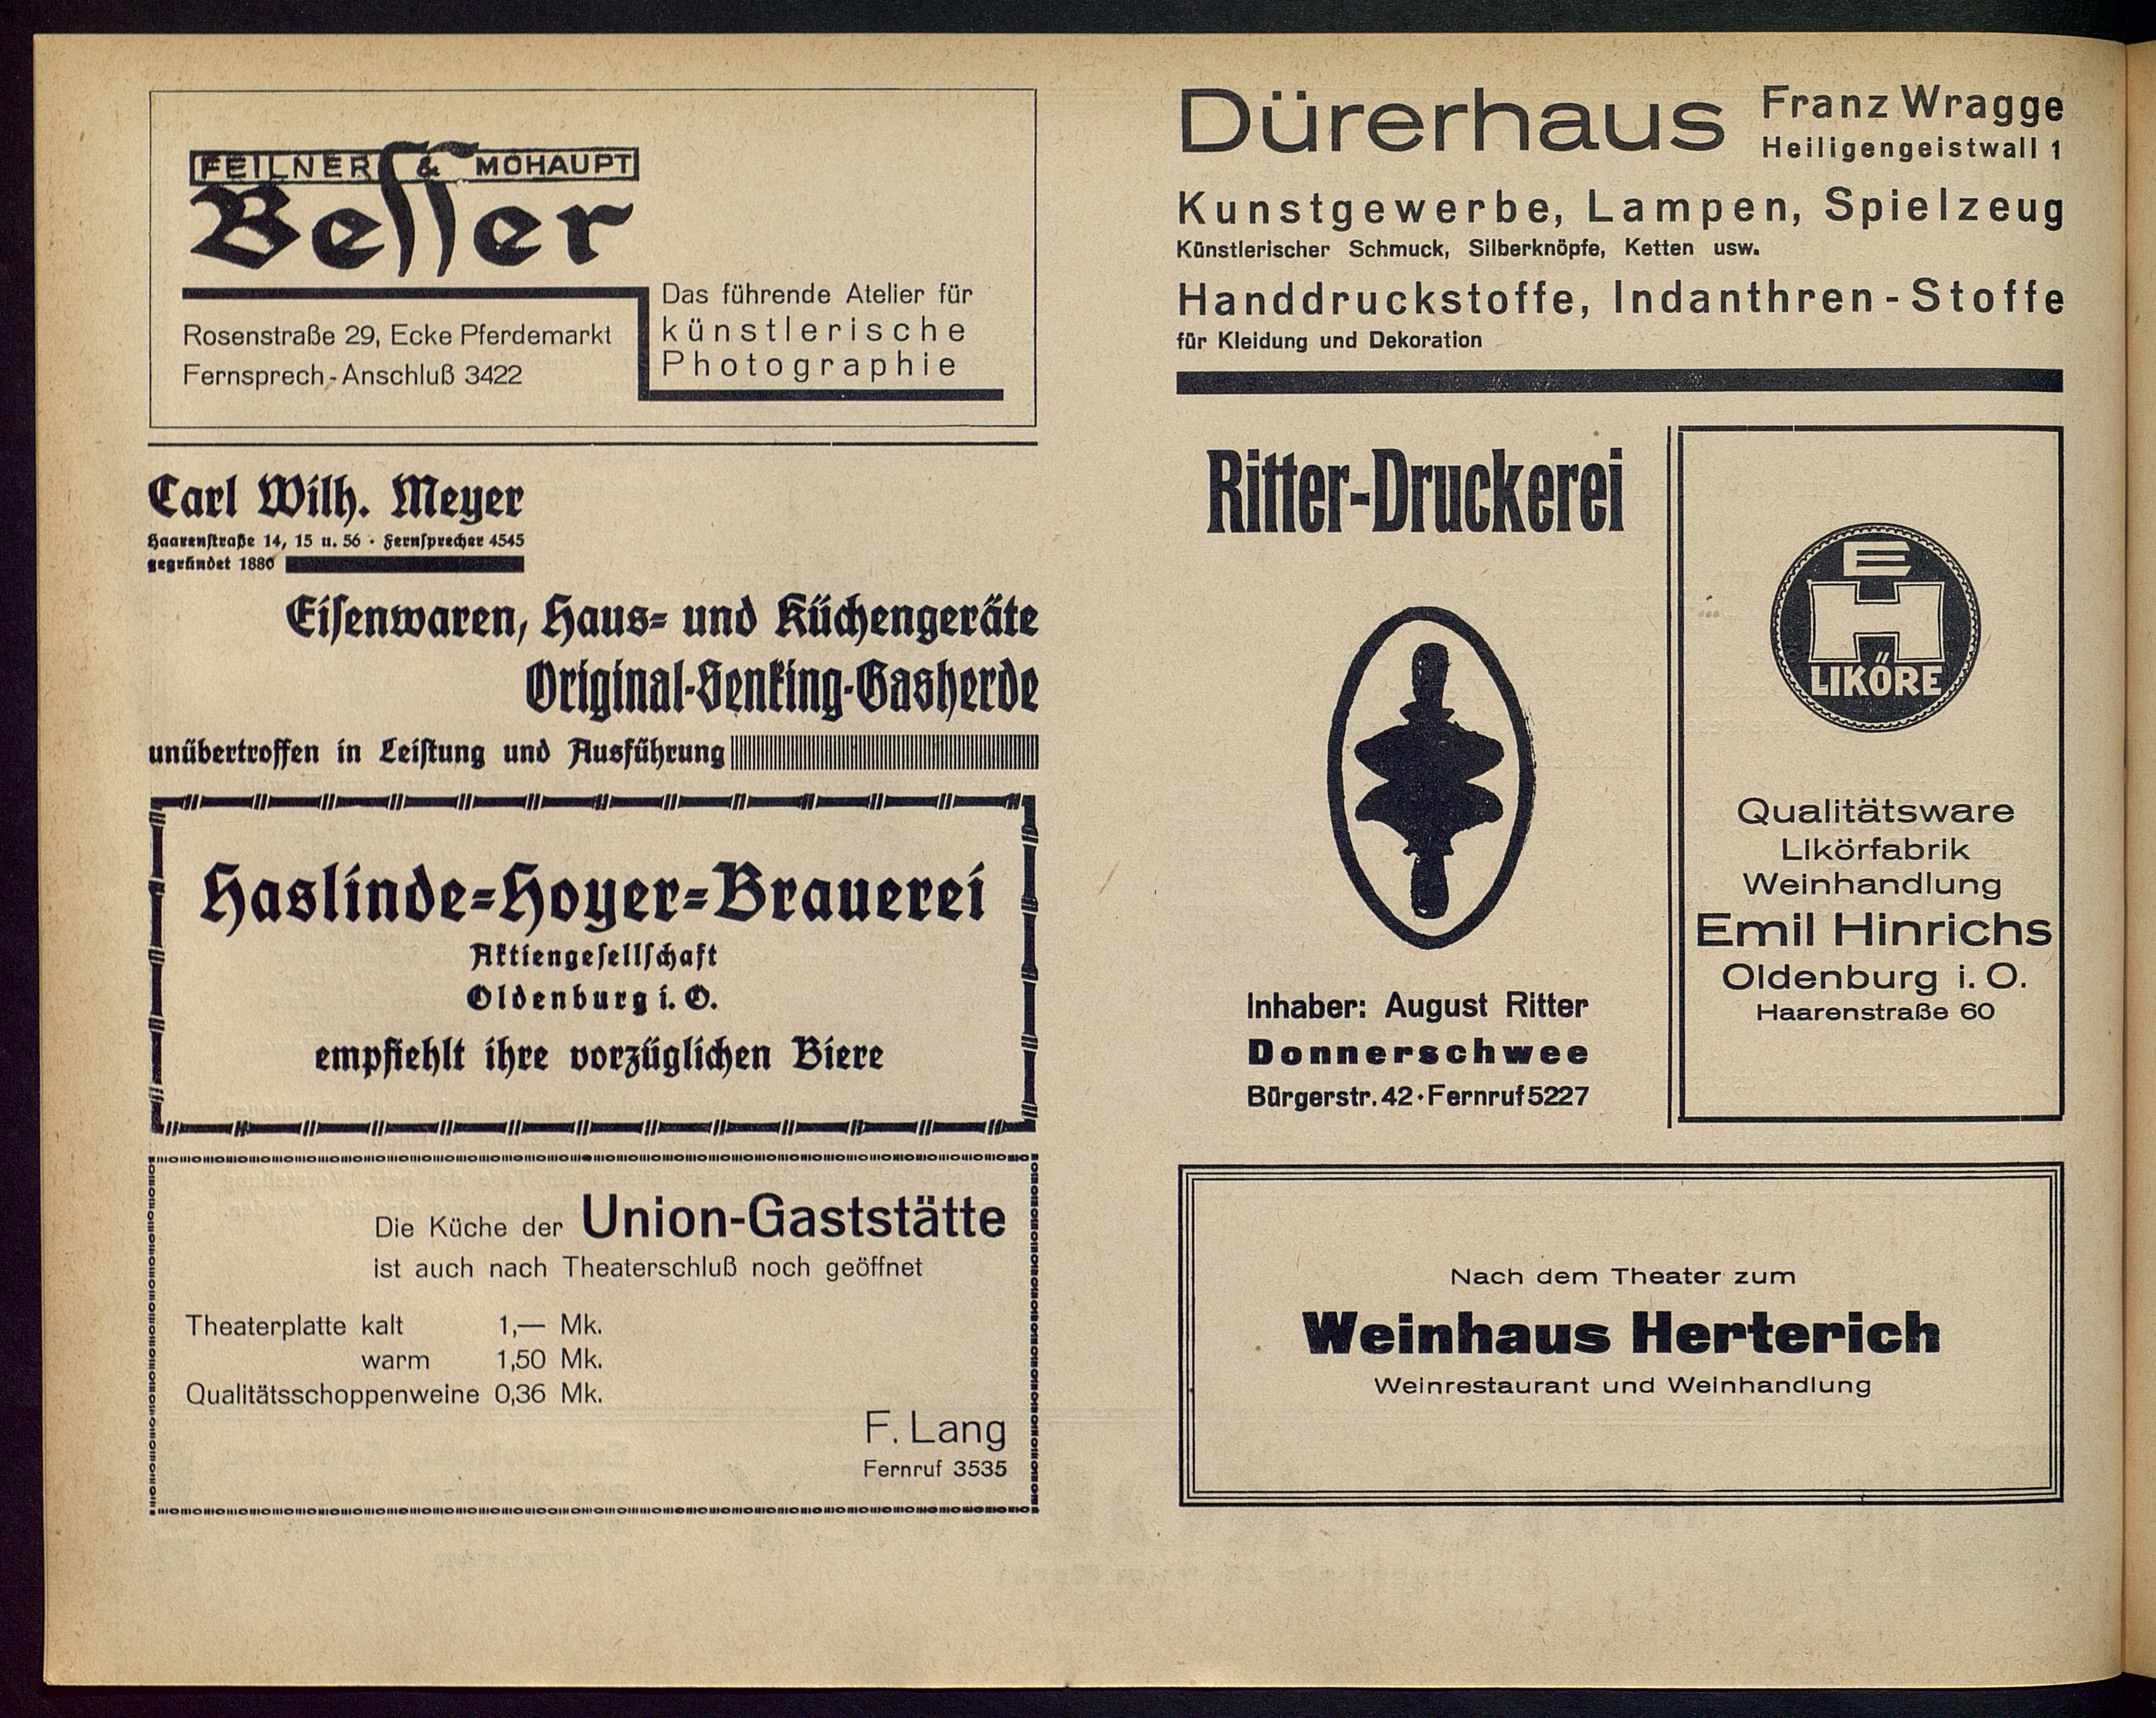 FEILNER & MOHAUPT
Beſſer
Rosenstraße 29, Ecke Pferdemarkt
Fernsprech-Anschluß 3422
Das führende Atelier für
künstlerische
Photographie
Carl Wilh. Meyer
Haarenſtraße 14, 15 u. 56 · Fernſprecher 4545
gegründet 1880
Eiſenwaren, Haus- und Küchengeräte
Original-Senking-Gasherde
unübertroffen in Leiſtung und Ausführung
Haslinde-Hoyer-Brauerei
Aktiengeſellſchaft
Oldenburg i. O.
empfiehlt ihre vorzüglichen Biere
Die Küche der Union-Gaststätte
ist auch nach Theaterschluß noch geöffnet
Theaterplatte kalt 1,— Mk.
warm 1,50 Mk.
Qualitätsschoppenweine 0,36 Mk.
F. Lang
Fernruf 3535
Dürerhaus
Franz Wragge
Heiligengeistwall 1
Kunstgewerbe, Lampen, Spielzeug
Künstlerischer Schmuck, Silberknöpfe, Ketten usw.
Handdruckstoffe, Indanthren-Stoffe
für Kleidung und Dekoration
Ritter-Druckerei
Inhaber: August Ritter
Donnerschwee
Bürgerstr. 42 · Fernruf 5227
E
H
LIKÖRE
Qualitätsware
Likörfabrik
Weinhandlung
Emil Hinrichs
Oldenburg i. O.
Haarenstraße 60
Nach dem Theater zum
Weinhaus Herterich
Weinrestaurant und Weinhandlung